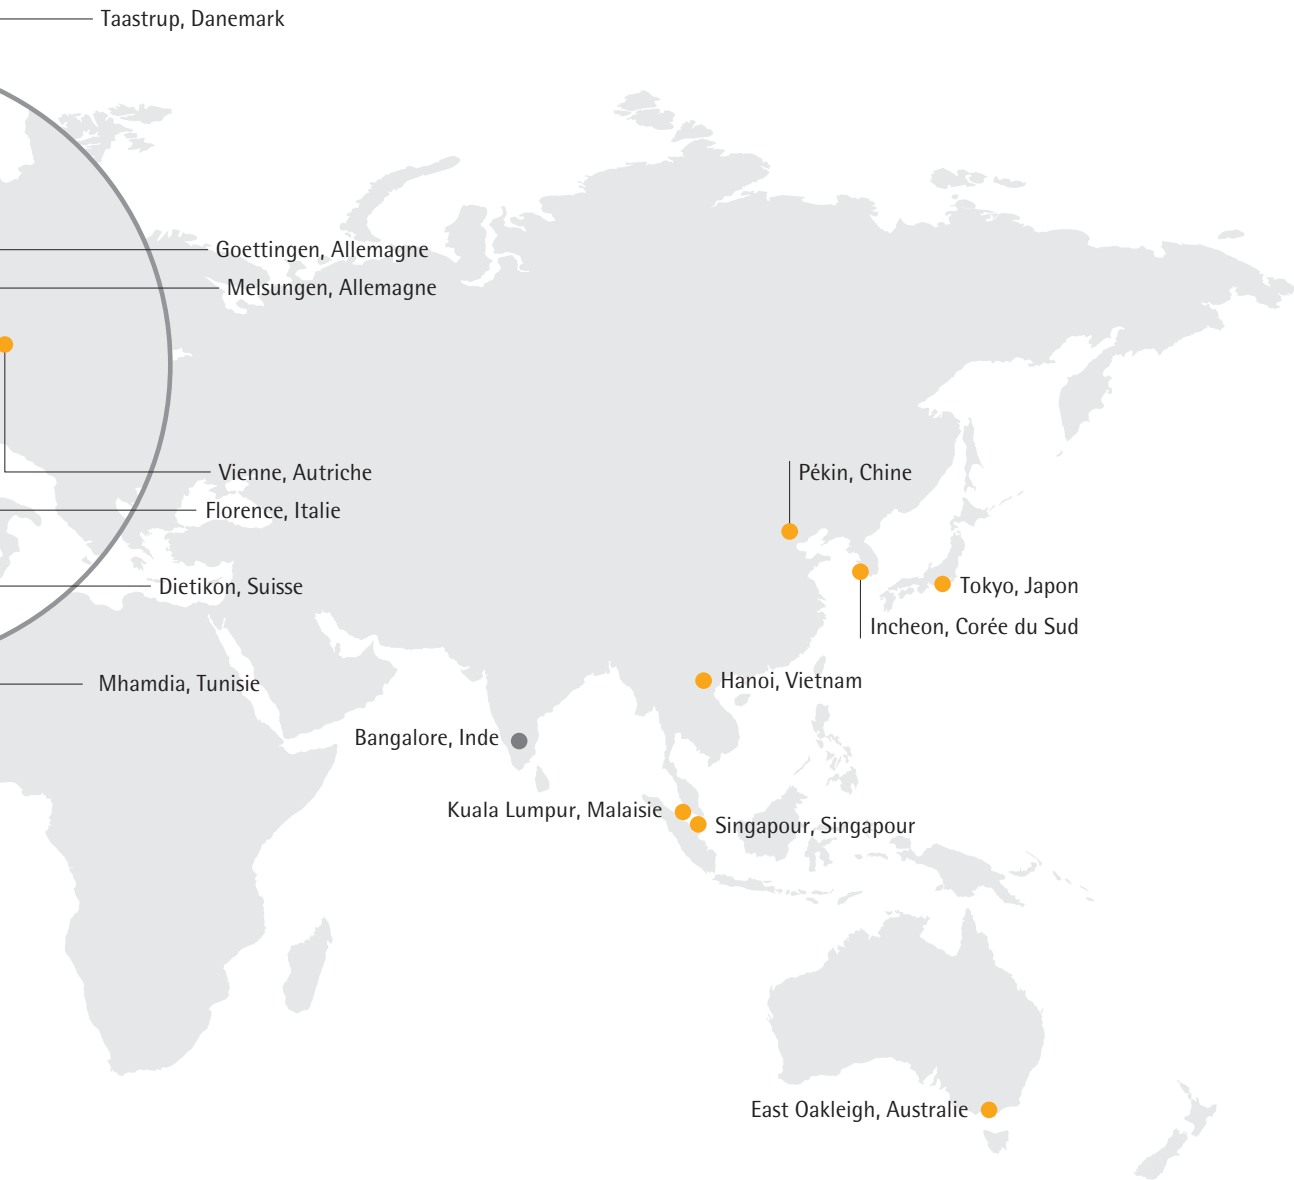 Taastrup, Danemark
Goettingen, Allemagne
Melsungen, Allemagne
Vienne, Autriche
Pékin, Chine
Florence, Italie
Dietikon, Suisse
Tokyo, Japon
Incheon, Corée du Sud
Mhamdia, Tunisie
Hanoi, Vietnam
Bangalore, Inde
Kuala Lumpur, Malaisie
Singapour, Singapour
East Oakleigh, Australie